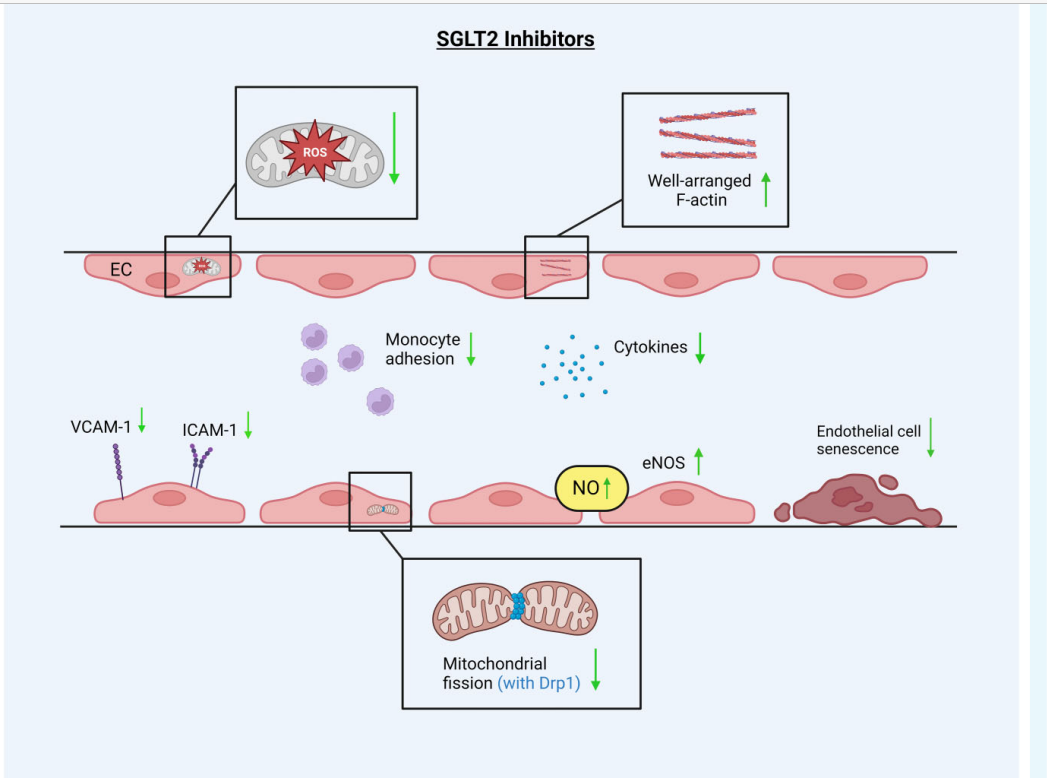 SGLT2 Inhibitors
ROS
Well-arranged
F-actin
EC
Monocyte
adhesion
Cytokines
VCAM-1
ICAM-1
Endothelial cell
senescence
eNOS
NO
Mitochondrial
fission (with Drp1)